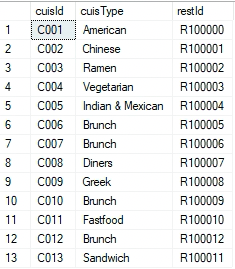 cuisId cuisType restId
1 C001 American R100000
2 C002 Chinese R100001
3 C003 Ramen R100002
4 C004 Vegetarian R100003
5 C005 Indian & Mexican R100004
6 C006 Brunch R100005
7 C007 Brunch R100006
8 C008 Diners R100007
9 C009 Greek R100008
10 C010 Brunch R100009
11 C011 Fastfood R100010
12 C012 Brunch R100012
13 C013 Sandwich R100011